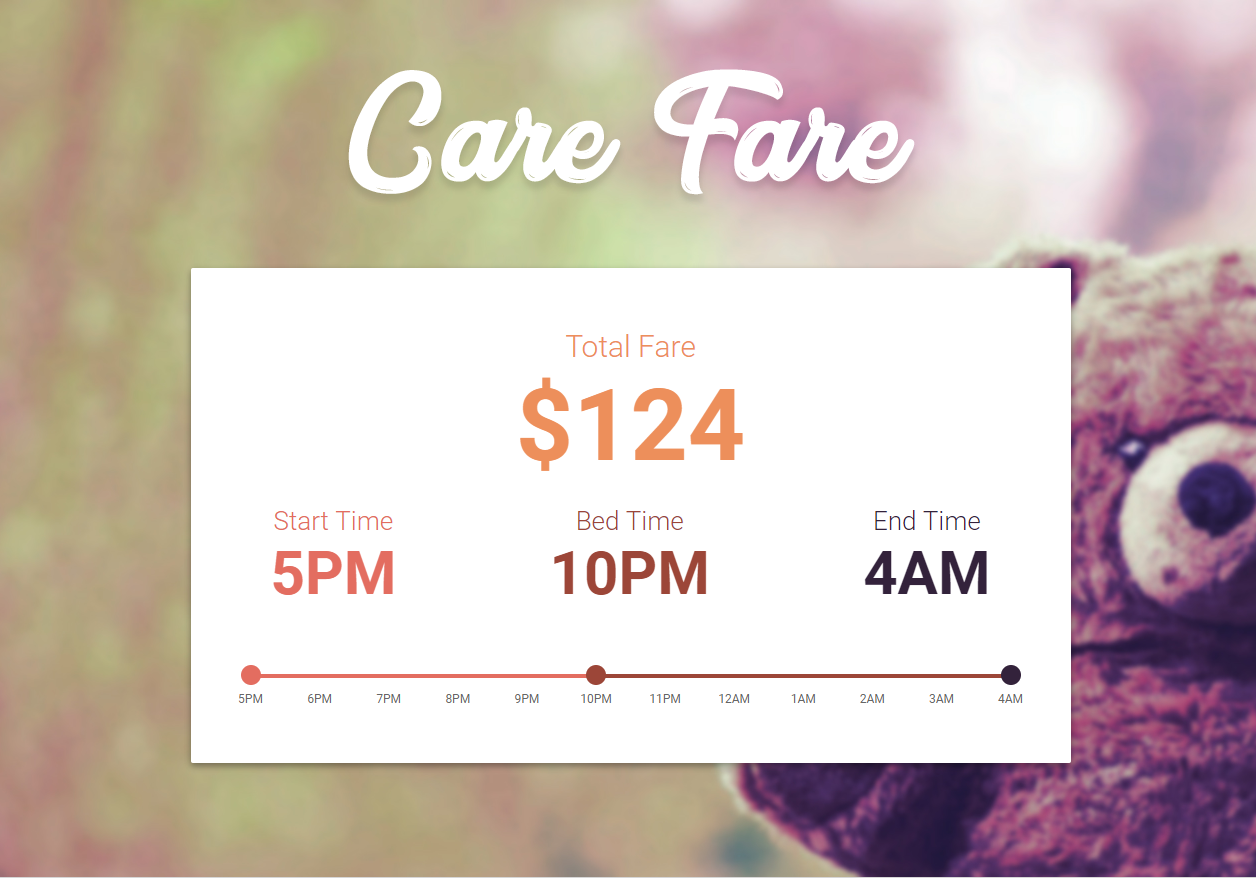 Care Fare
Total Fare
$124
Start Time Bed Time End Time
5PM 10PM 4AM
5PM 6PM 7PM 8PM 9PM 10PM 11PM 12AM 1AM 2AM 3AM 4AM